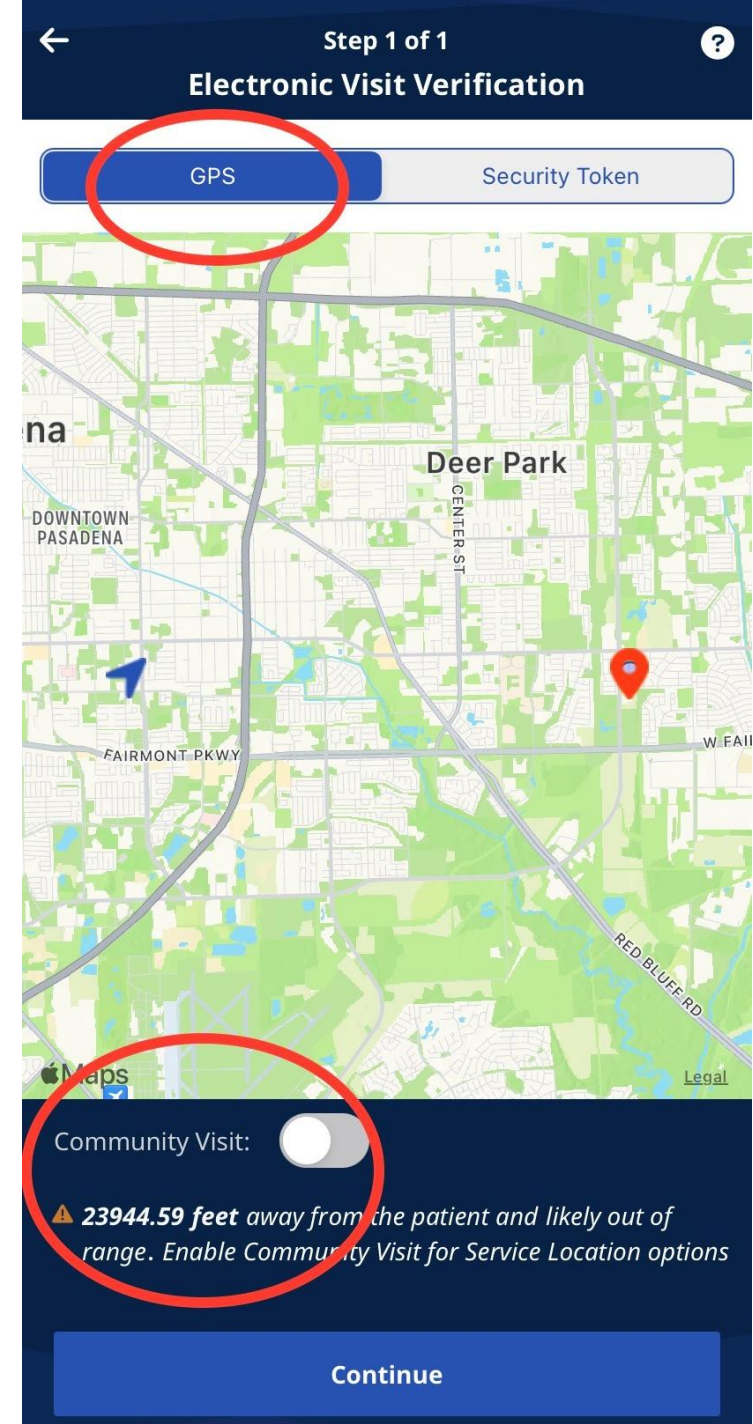 Step 1 of 1
Electronic Visit Verification
GPS
Security Token
na
Deer Park
CENTER ST
DOWNTOWN
PASADENA
FAIRMONT PKWY
W FAI
RED BLUFF RD
Maps
Legal
Community Visit:
23944.59 feet away from the patient and likely out of
range. Enable Community Visit for Service Location options
Continue